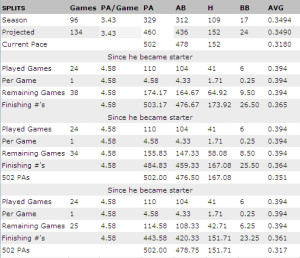 SPLITS Games PA/Game PA AB H BB AVG
Season 96 3.43 329 312 109 17 0.3494
Projected 134 3.43 460 436 152 24 0.3490
Current Pace 502 478 152 0.3180
Since he became starter
Played Games 24 4.58 110 104 41 6 0.394
Per Game 1 4.58 4.58 4.33 1.71 0.25 0.394
Remaining Games 38 4.58 174.17 164.67 64.92 9.50 0.394
Finishing #'s 4.58 503.17 476.67 173.92 26.50 0.365
Since he became starter
Played Games 24 4.58 110 104 41 6 0.394
Per Game 1 4.58 4.58 4.33 1.71 0.25 0.394
Remaining Games 34 4.58 155.83 147.33 58.08 8.50 0.394
Finishing #'s 4.58 484.83 459.33 167.08 25.50 0.364
502 PAs 502.00 476.50 167.08 0.351
Since he became starter
Played Games 24 4.58 110 104 41 6 0.394
Per Game 1 4.58 4.58 4.33 1.71 0.25 0.394
Remaining Games 25 4.58 114.58 108.33 42.71 6.25 0.394
Finishing #'s 4.58 443.58 420.33 151.71 23.25 0.361
502 PAs 502.00 478.75 151.71 0.317